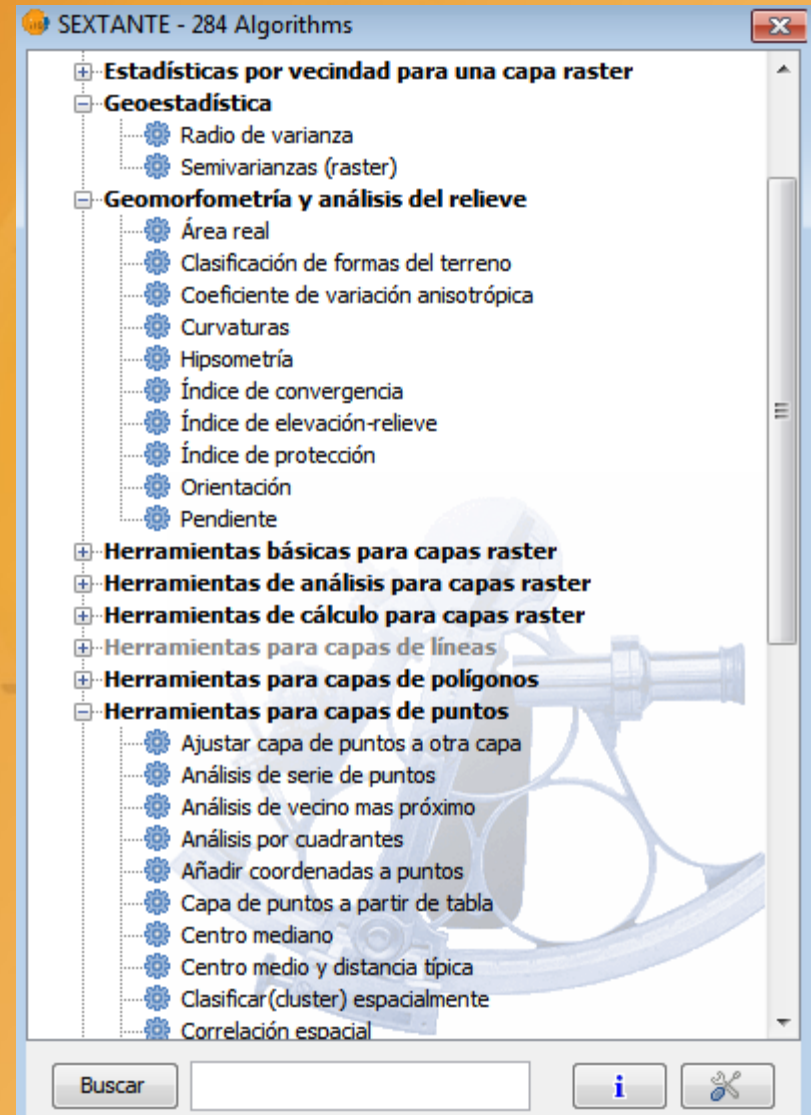 SEXTANTE - 284 Algorithms
Estadísticas por vecindad para una capa raster
Geoestadística
Radio de varianza
Semivarianzas (raster)
Geomorfometría y análisis del relieve
Área real
Clasificación de formas del terreno
Coeficiente de variación anisotrópica
Curvaturas
Hipsometría
Índice de convergencia
Índice de elevación-relieve
Índice de protección
Orientación
Pendiente
Herramientas básicas para capas raster
Herramientas de análisis para capas raster
Herramientas de cálculo para capas raster
Herramientas para capas de líneas
Herramientas para capas de polígonos
Herramientas para capas de puntos
Ajustar capa de puntos a otra capa
Análisis de serie de puntos
Análisis de vecino mas próximo
Análisis por cuadrantes
Añadir coordenadas a puntos
Capa de puntos a partir de tabla
Centro mediano
Centro medio y distancia típica
Clasificar(cluster) espacialmente
Correlación espacial
Buscar
i